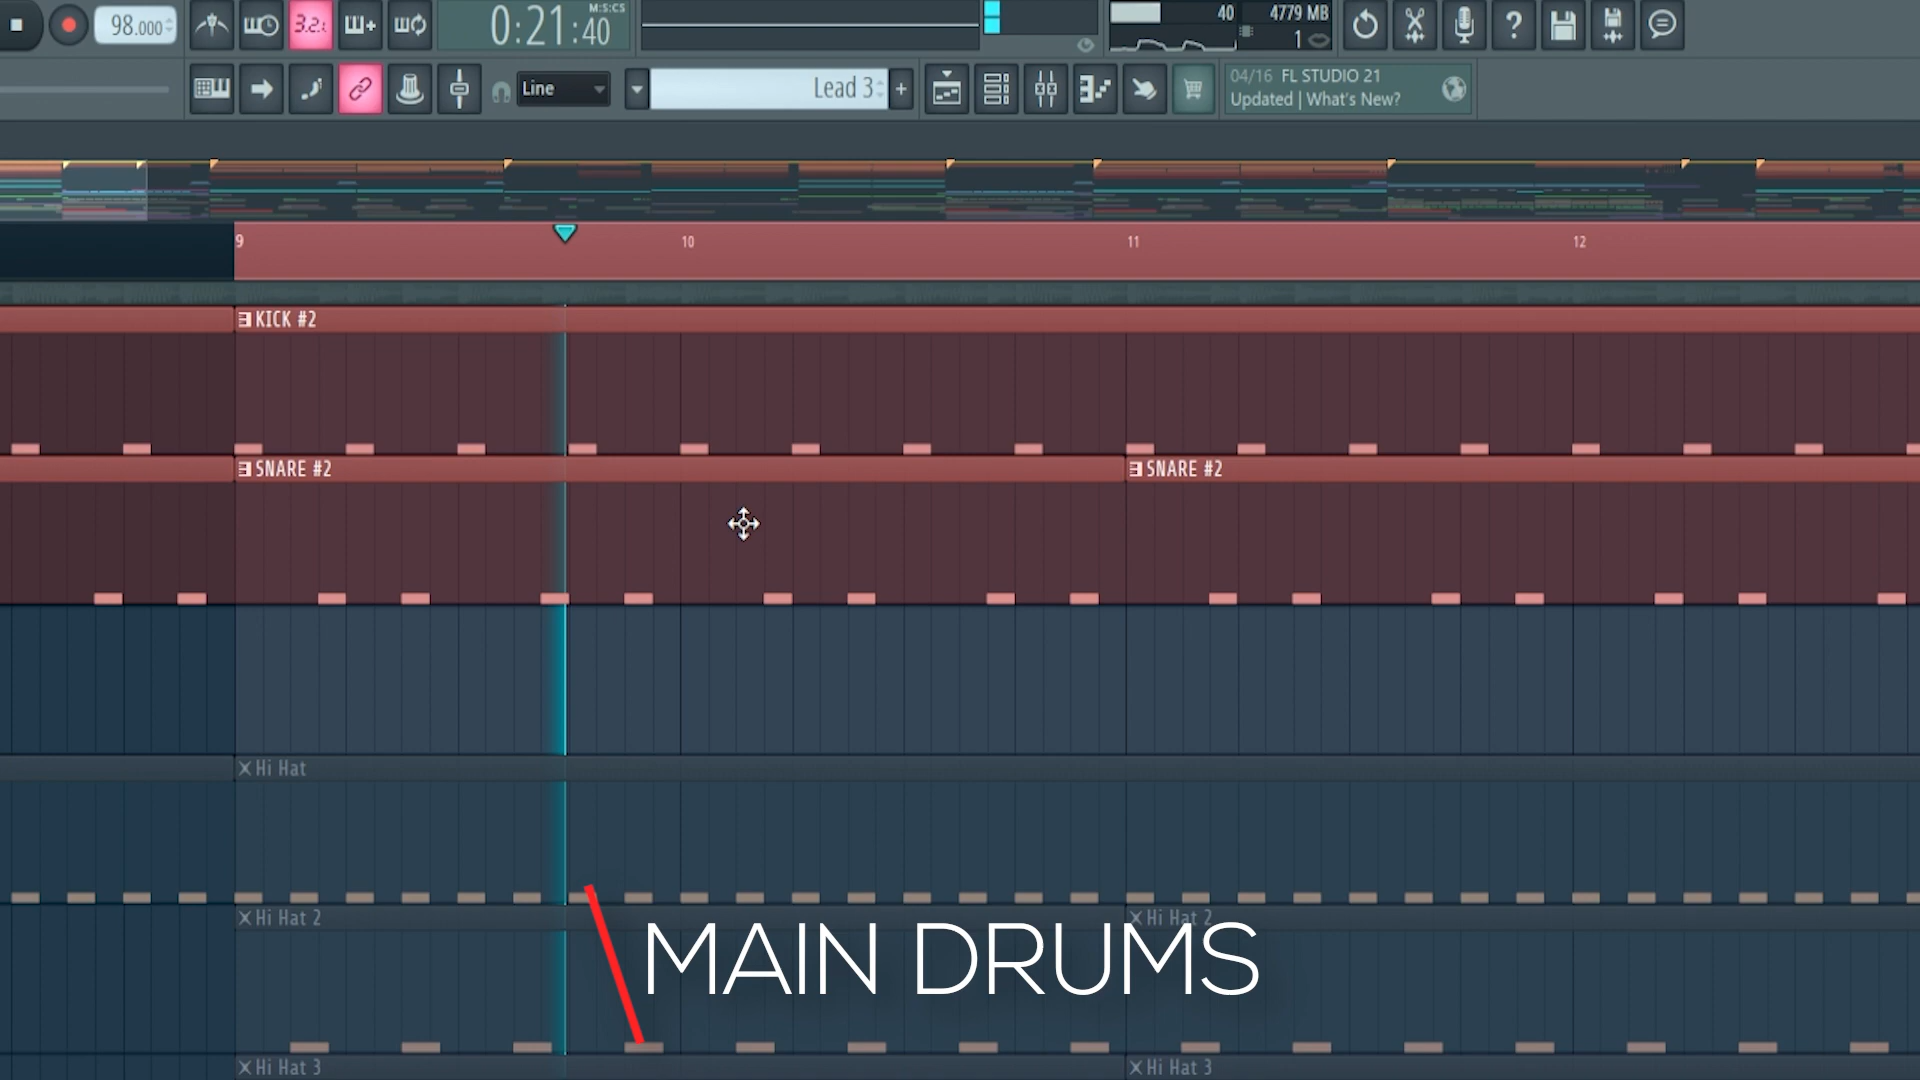 98.000
3.2.
0:21:40
M:S:CS
40
4779 MB
1
Line
Lead 3
04/16 FL STUDIO 21
Updated | What's New?
9
10
11
12
KICK #2
SNARE #2
SNARE #2
Hi Hat
Hi Hat 2
Hi Hat 2
MAIN DRUMS
Hi Hat 3
Hi Hat 3